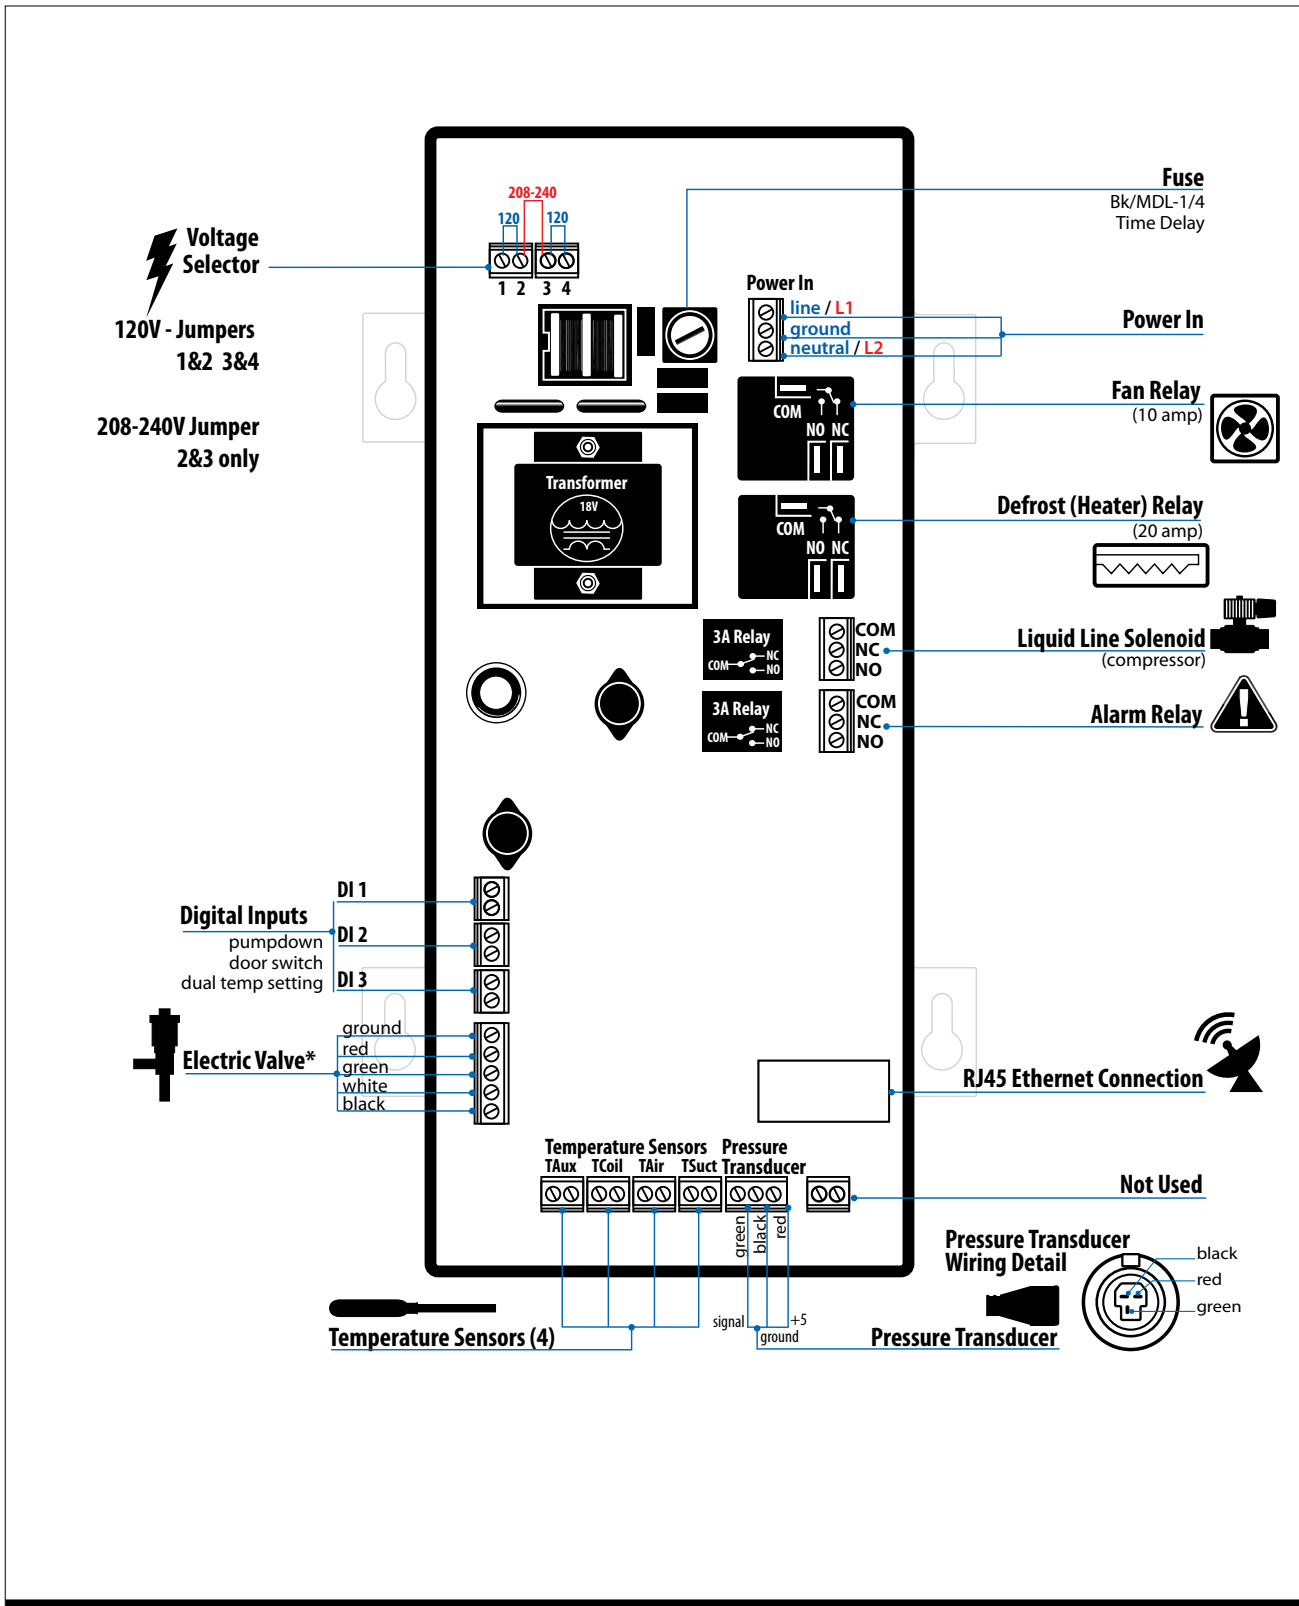 208-240
120 120
1 2 3 4
Voltage
Selector
120V - Jumpers
1&2 3&4
208-240V Jumper
2&3 only
Fuse
Bk/MDL-1/4
Time Delay
Power In
line / L1
ground
neutral / L2
Power In
COM
NO NC
Fan Relay
(10 amp)
Transformer
18V
COM
NO NC
Defrost (Heater) Relay
(20 amp)
3A Relay
COM NC
NO
COM
NC
NO
Liquid Line Solenoid
(compressor)
3A Relay
COM NC
NO
COM
NC
NO
Alarm Relay
Digital Inputs
pumpdown
door switch
dual temp setting
DI 1
DI 2
DI 3
Electric Valve*
ground
red
green
white
black
RJ45 Ethernet Connection
Temperature Sensors
TAux TCoil TAir TSuct
Pressure
Transducer
green
black
red
Not Used
Pressure Transducer
Wiring Detail
black
red
green
signal
ground
+5
Temperature Sensors (4)
Pressure Transducer